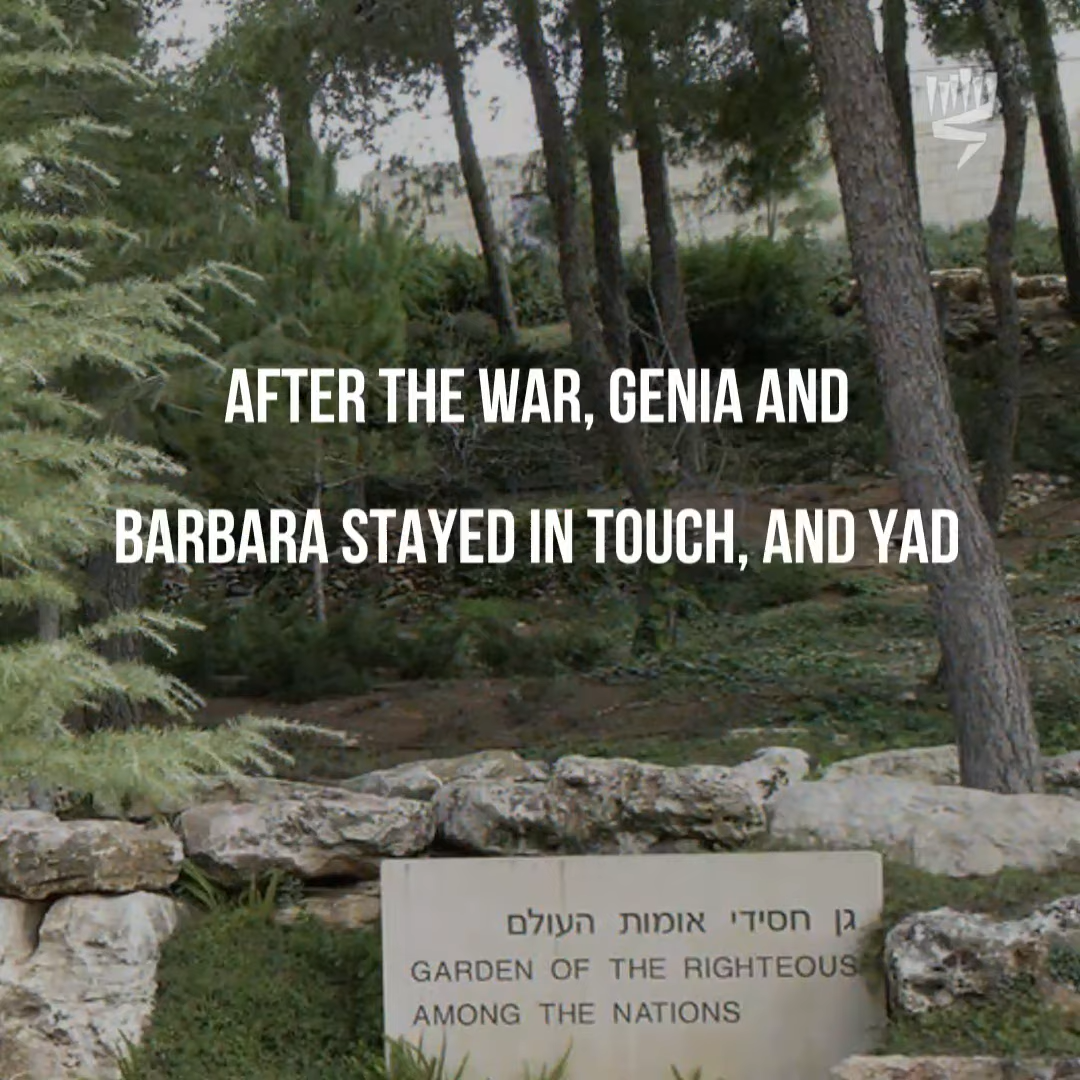 AFTER THE WAR, GENIA AND
BARBARA STAYED IN TOUCH, AND YAD
גן חסידי אומות העולם
GARDEN OF THE RIGHTEOUS
AMONG THE NATIONS